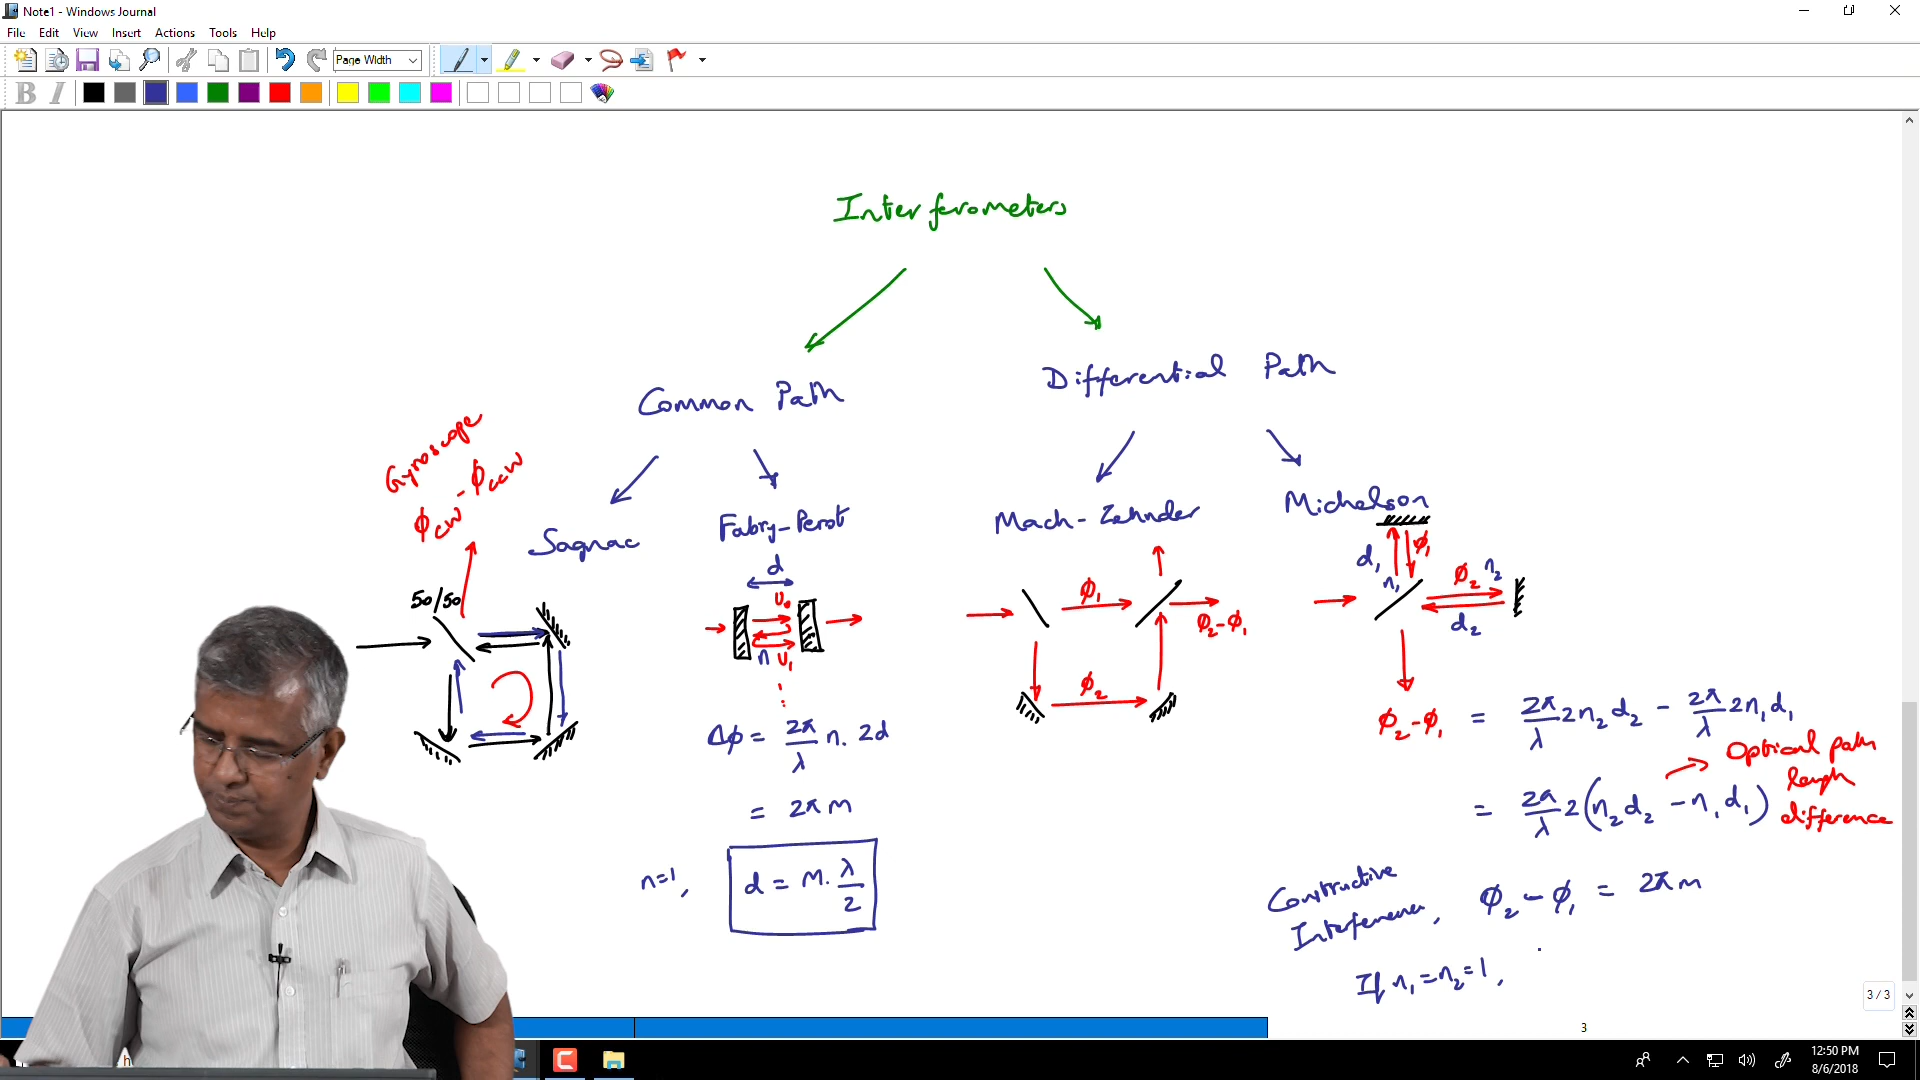 Note1 - Windows Journal
File Edit View Insert Actions Tools Help
Page Width
B I
Interferometers
Common Path
Differential Path
Gyroscope
ϕcw - ϕccw
Sagnac
Fabry-Perot
Mach-Zehnder
Michelson
50/50
d
U₀
n U₁
Δϕ = 2π/λ n. 2d
= 2πm
n=1,
d = m. λ/2
ϕ₁
ϕ₂
ϕ₂-ϕ₁
d₁ ϕ₁
n₁ ϕ₂ n₂
d₂
ϕ₂-ϕ₁ = 2π/λ 2n₂d₂ - 2π/λ 2n₁d₁
Optical path
length
difference
= 2π/λ 2(n₂d₂ - n₁d₁)
Constructive
Interference, ϕ₂ - ϕ₁ = 2πm
If n₁=n₂=1,
3 / 3
3
h
12:50 PM
8/6/2018